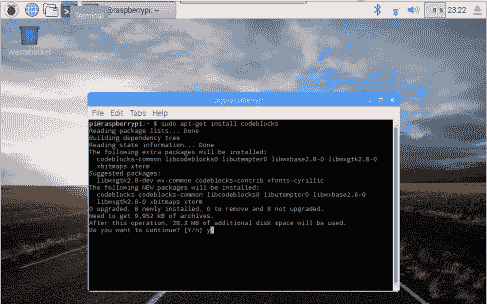 @raspberrypi: ~
0 %
23:22
Terminal
Wastebasket
File Edit Tabs Help
pi@raspberrypi:~ $ sudo apt-get install codeblocks
Reading package lists... Done
Building dependency tree
Reading state information... Done
The following extra packages will be installed:
codeblocks-common libcodeblocks0 libutempter0 libwxbase2.8-0 libwxgtk2.8-0
xbitmaps xterm
Suggested packages:
libwxgtk2.8-dev wx-common codeblocks-contrib xfonts-cyrillic
The following NEW packages will be installed:
codeblocks codeblocks-common libcodeblocks0 libutempter0 libwxbase2.8-0
libwxgtk2.8-0 xbitmaps xterm
0 upgraded, 8 newly installed, 0 to remove and 8 not upgraded.
Need to get 9,952 kB of archives.
After this operation, 28.3 MB of additional disk space will be used.
Do you want to continue? [Y/n] y